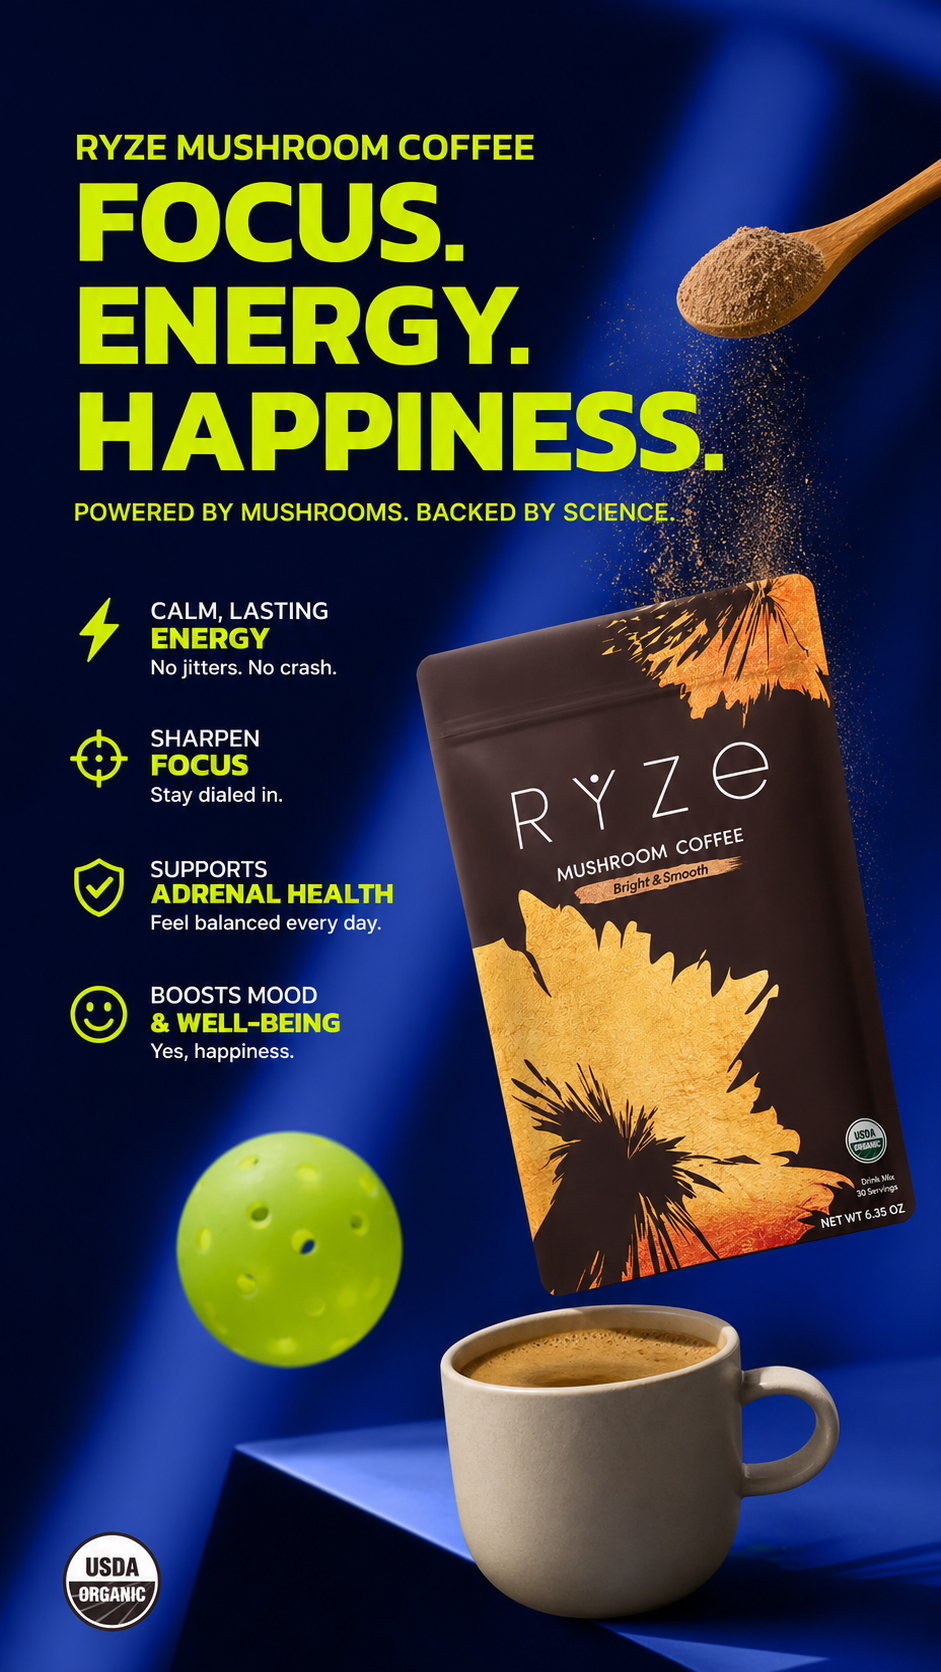 RYZE MUSHROOM COFFEE
FOCUS.
ENERGY.
HAPPINESS.
POWERED BY MUSHROOMS. BACKED BY SCIENCE.
CALM, LASTING
ENERGY
No jitters. No crash.
SHARPEN
FOCUS
Stay dialed in.
SUPPORTS
ADRENAL HEALTH
Feel balanced every day.
BOOSTS MOOD
& WELL-BEING
Yes, happiness.
RYZe
MUSHROOM COFFEE
Bright & Smooth
USDA
ORGANIC
Drink Mix
30 Servings
NET WT 6.35 OZ
USDA
ORGANIC